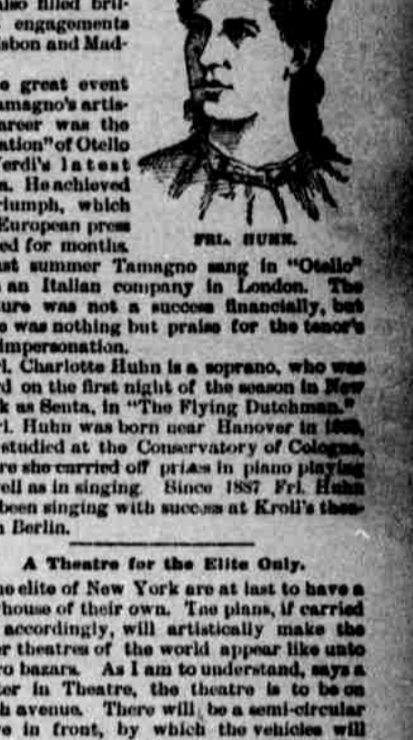 also filled bril-
engagements
isbon and Mad-
e great event
amagno's artis-
areer was the
ation" of Otello
Verdi's latest
a. He achieved
riumph, which
European press
ed for months.
FRL. HUHN.
ast summer Tamagno sang in "Otello"
an Italian company in London. The
ure was not a success financially, but
e was nothing but praise for the tenor's
impersonation.
rl. Charlotte Huhn is a soprano, who was
d on the first night of the season in New
k as Senta, in "The Flying Dutchman."
rl. Huhn was born near Hanover in
studied at the Conservatory of Cologne,
re she carried off prizes in piano playing
ell as in singing. Since 1887 Frl. Huhn
been singing with success at Kroll's thea-
n Berlin.
A Theatre for the Elite Only.
he elite of New York are at last to have a
house of their own. Tne plans, if carried
accordingly, will artistically make the
er theatres of the world appear like unto
ro bazars. As I am to understand, says a
ter in Theatre, the theatre is to be on
h avenue. There will be a semi-circular
e in front, by which the vehicles will